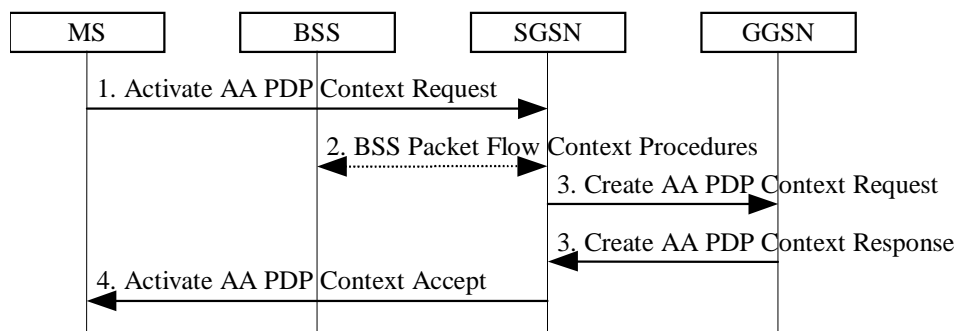 MS BSS SGSN GGSN
1. Activate AA PDP Context Request
2. BSS Packet Flow Context Procedures
3. Create AA PDP Context Request
3. Create AA PDP Context Response
4. Activate AA PDP Context Accept